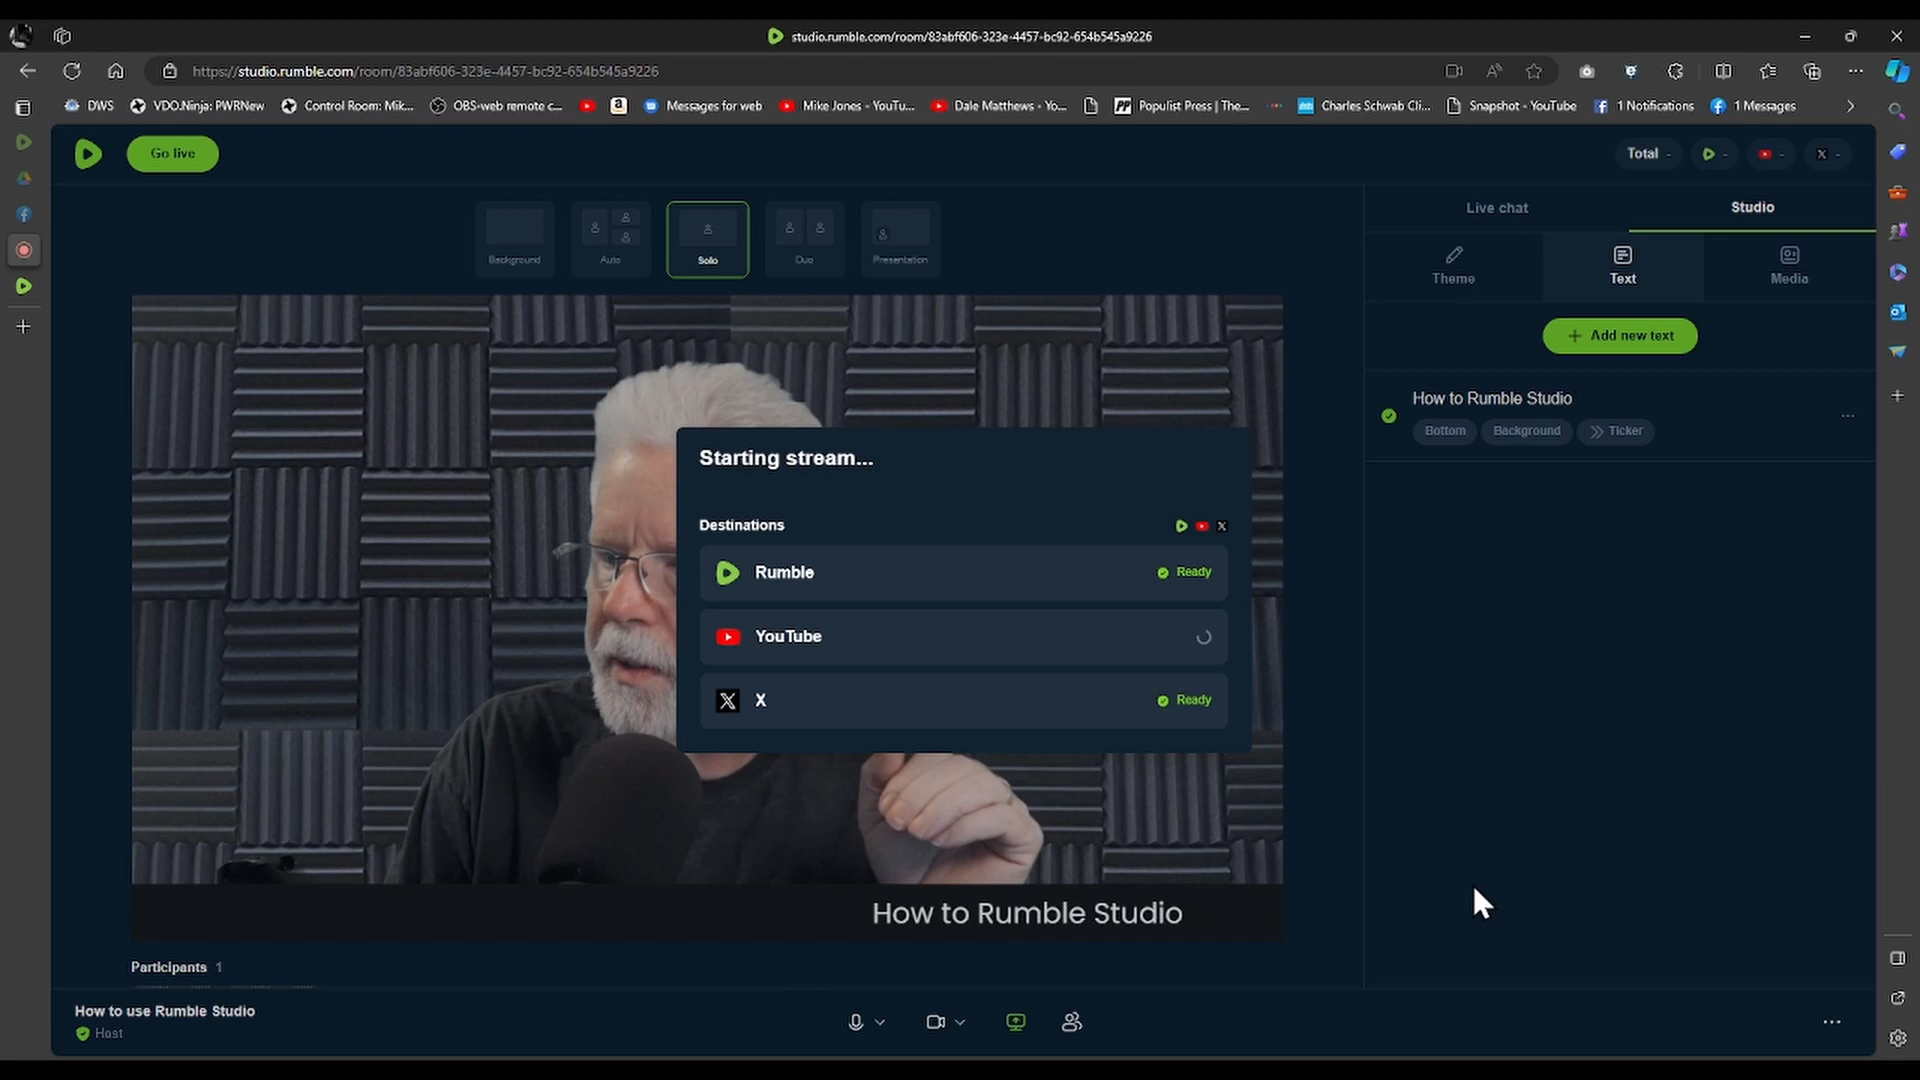 studio.rumble.com/room/83abf606-323e-4457-bc92-654b545a9226
https://studio.rumble.com/room/83abf606-323e-4457-bc92-654b545a9226
DWS
VDO.Ninja: PWRNew
Control Room: Mik...
OBS-web remote c...
Messages for web
Mike Jones - YouTu...
Dale Matthews - Yo...
Populist Press | The...
Charles Schwab Cli...
Snapshot - YouTube
1 Notifications
1 Messages
Go live
Total -
-
-
X -
Background
Auto
Solo
Duo
Presentation
Live chat
Studio
Theme
Text
Media
+ Add new text
How to Rumble Studio
Bottom
Background
Ticker
Starting stream...
Destinations
Rumble
Ready
YouTube
X
Ready
How to Rumble Studio
Participants 1
How to use Rumble Studio
Host